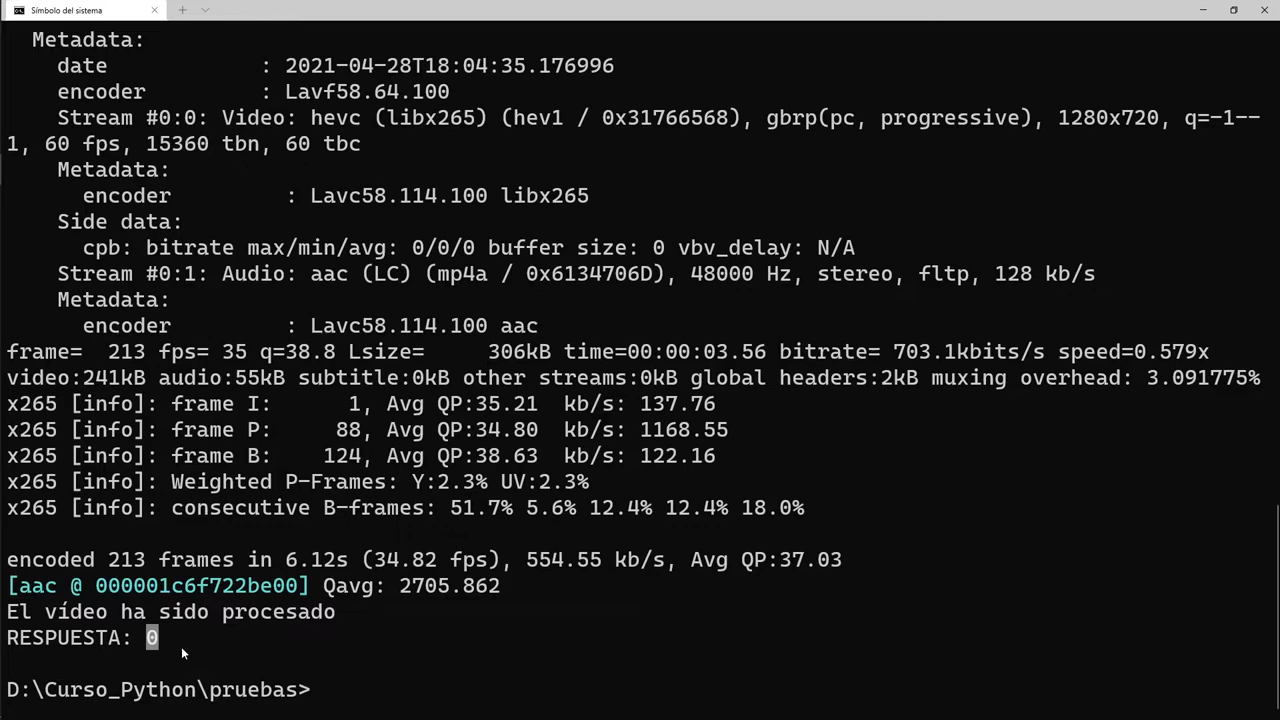 Símbolo del sistema
Metadata:
date : 2021-04-28T18:04:35.176996
encoder : Lavf58.64.100
Stream #0:0: Video: hevc (libx265) (hev1 / 0x31766568), gbrp(pc, progressive), 1280x720, q=-1--
1, 60 fps, 15360 tbn, 60 tbc
Metadata:
encoder : Lavc58.114.100 libx265
Side data:
cpb: bitrate max/min/avg: 0/0/0 buffer size: 0 vbv_delay: N/A
Stream #0:1: Audio: aac (LC) (mp4a / 0x6134706D), 48000 Hz, stereo, fltp, 128 kb/s
Metadata:
encoder : Lavc58.114.100 aac
frame= 213 fps= 35 q=38.8 Lsize= 306kB time=00:00:03.56 bitrate= 703.1kbits/s speed=0.579x
video:241kB audio:55kB subtitle:0kB other streams:0kB global headers:2kB muxing overhead: 3.091775%
x265 [info]: frame I: 1, Avg QP:35.21 kb/s: 137.76
x265 [info]: frame P: 88, Avg QP:34.80 kb/s: 1168.55
x265 [info]: frame B: 124, Avg QP:38.63 kb/s: 122.16
x265 [info]: Weighted P-Frames: Y:2.3% UV:2.3%
x265 [info]: consecutive B-frames: 51.7% 5.6% 12.4% 12.4% 18.0%
encoded 213 frames in 6.12s (34.82 fps), 554.55 kb/s, Avg QP:37.03
[aac @ 000001c6f722be00] Qavg: 2705.862
El vídeo ha sido procesado
RESPUESTA: 0
D:\Curso_Python\pruebas>